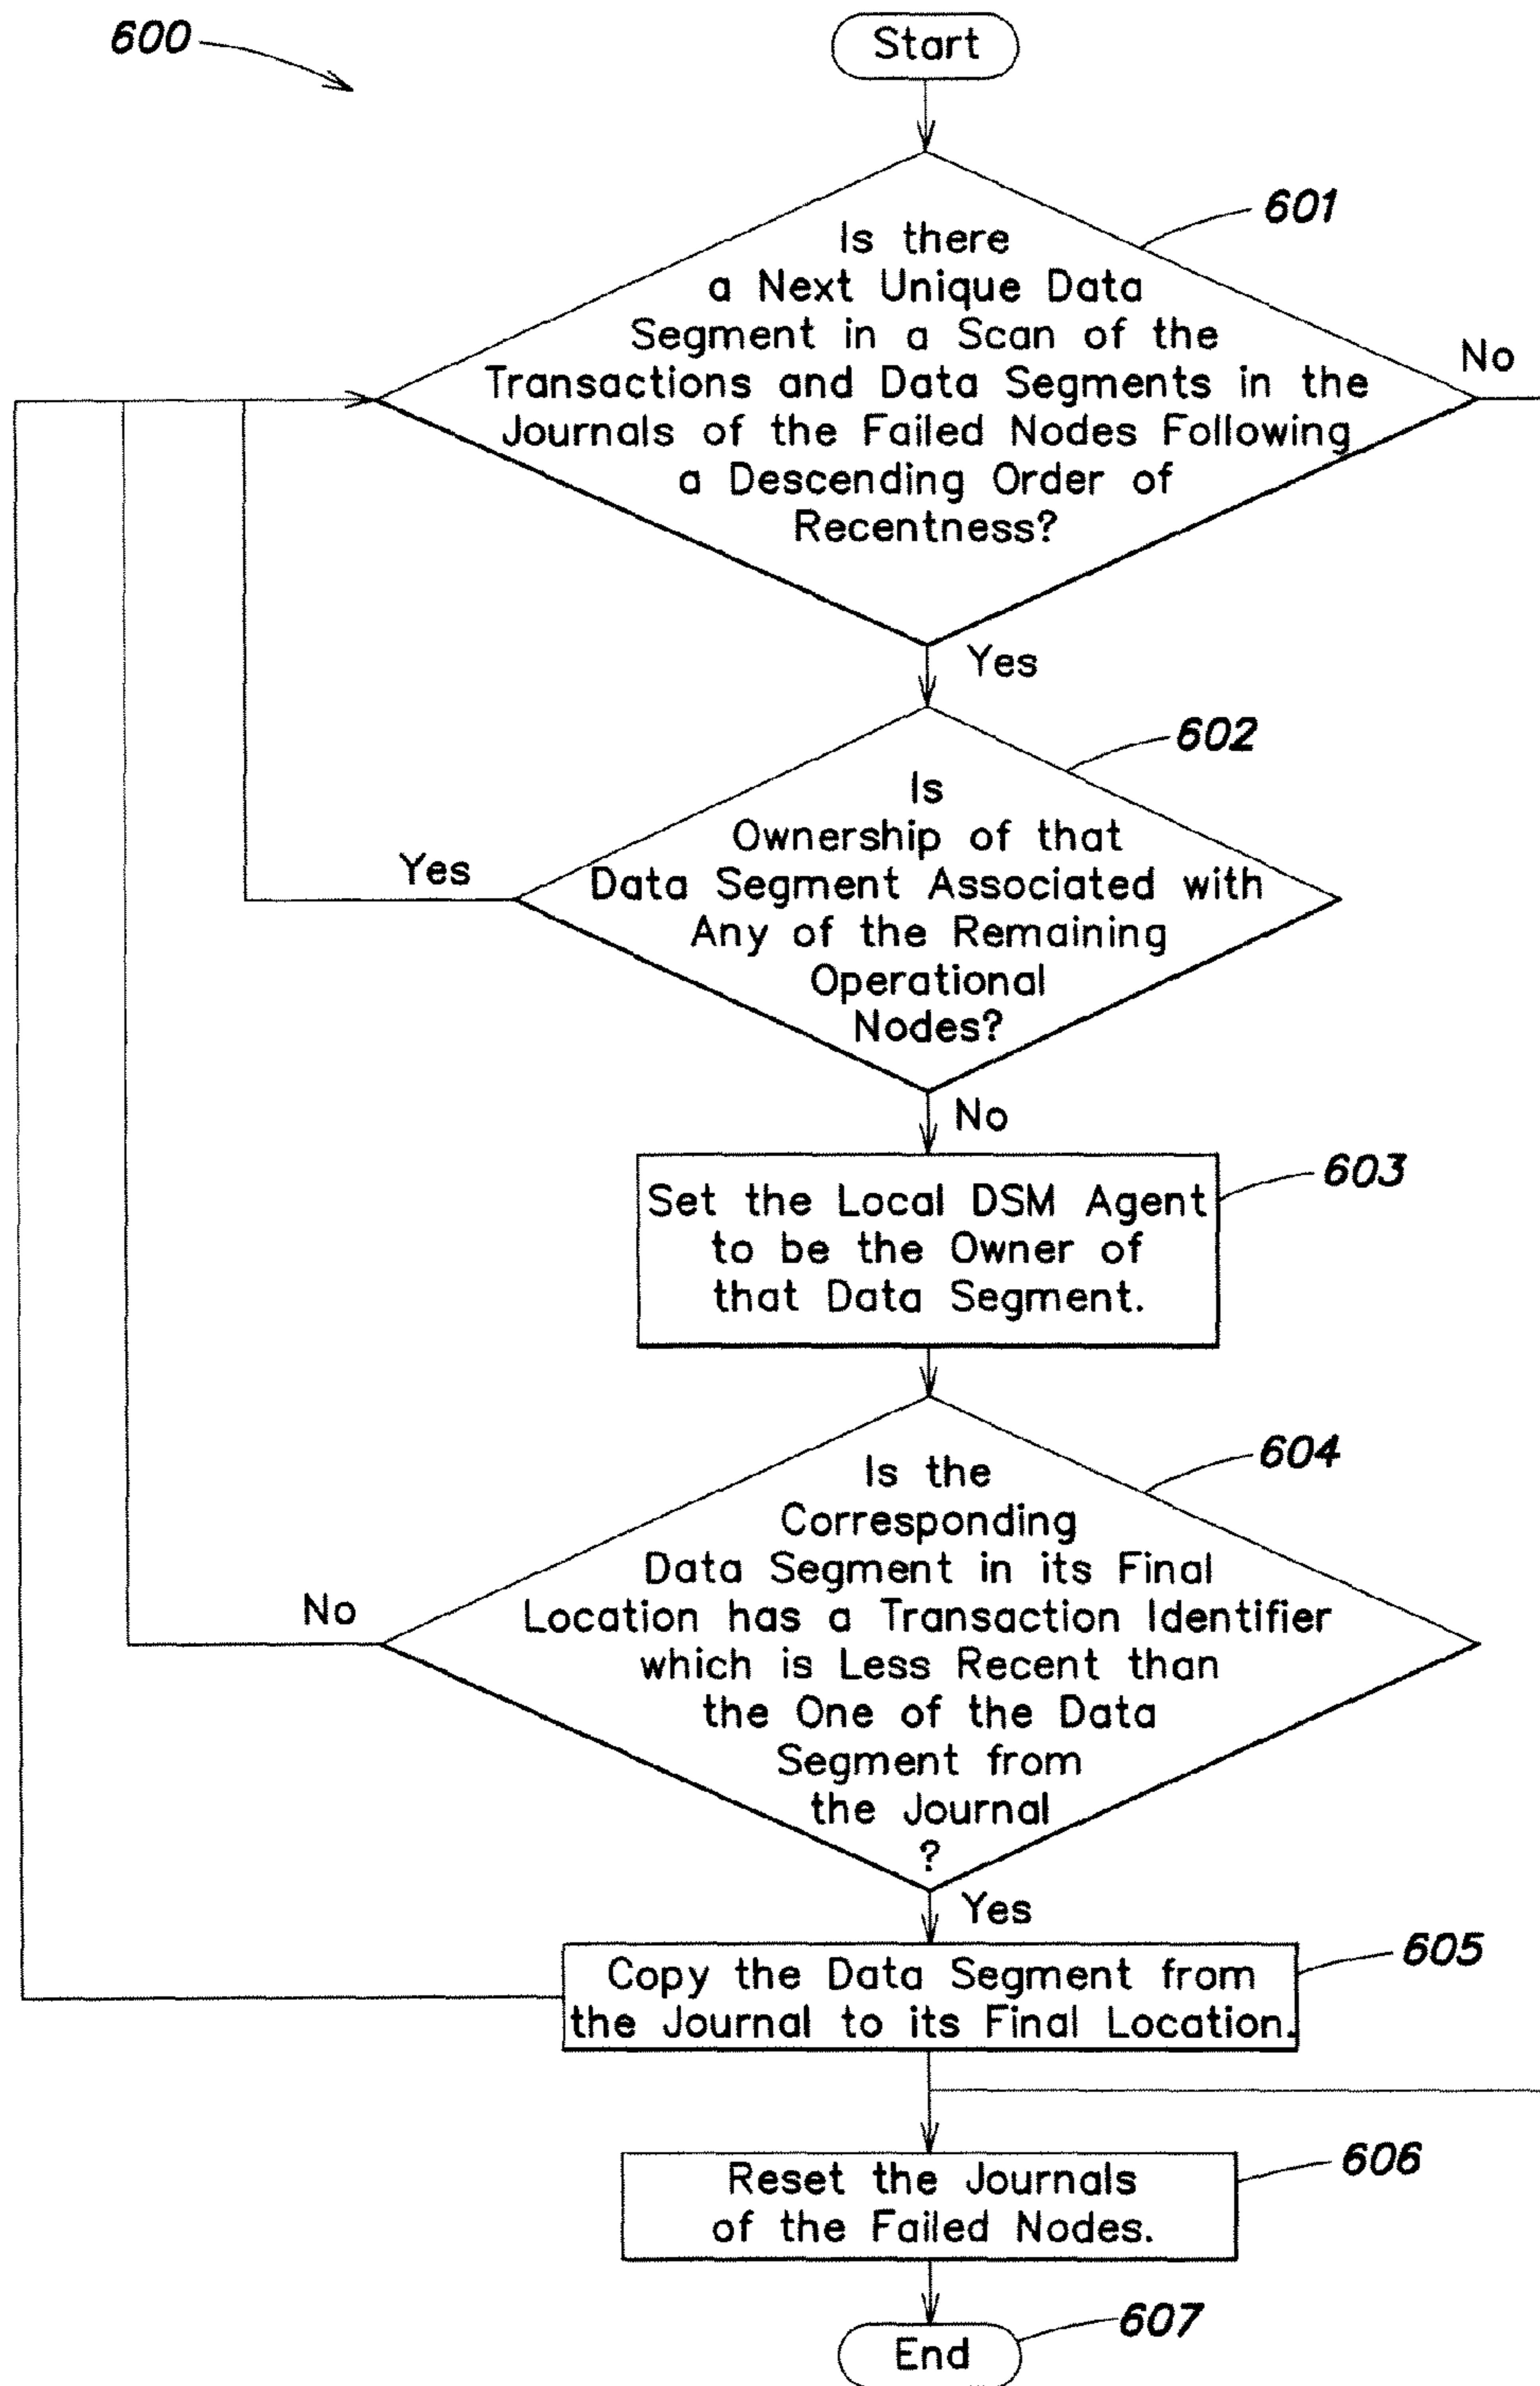 600
Start
601
Is there
a Next Unique Data
Segment in a Scan of the
Transactions and Data Segments in the
Journals of the Failed Nodes Following
a Descending Order of
Recentness?
No
Yes
602
Is
Ownership of that
Data Segment Associated with
Any of the Remaining
Operational
Nodes?
Yes
No
603
Set the Local DSM Agent
to be the Owner of
that Data Segment.
604
Is the
Corresponding
Data Segment in its Final
Location has a Transaction Identifier
which is Less Recent than
the One of the Data
Segment from
the Journal
?
No
Yes
605
Copy the Data Segment from
the Journal to its Final Location.
606
Reset the Journals
of the Failed Nodes.
607
End